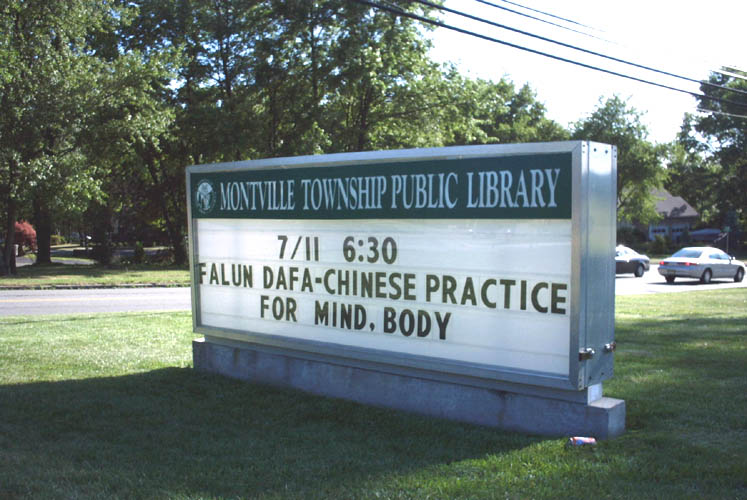 MONTVILLE TOWNSHIP PUBLIC LIBRARY
7/11 6:30
FALUN DAFA-CHINESE PRACTICE
FOR MIND, BODY